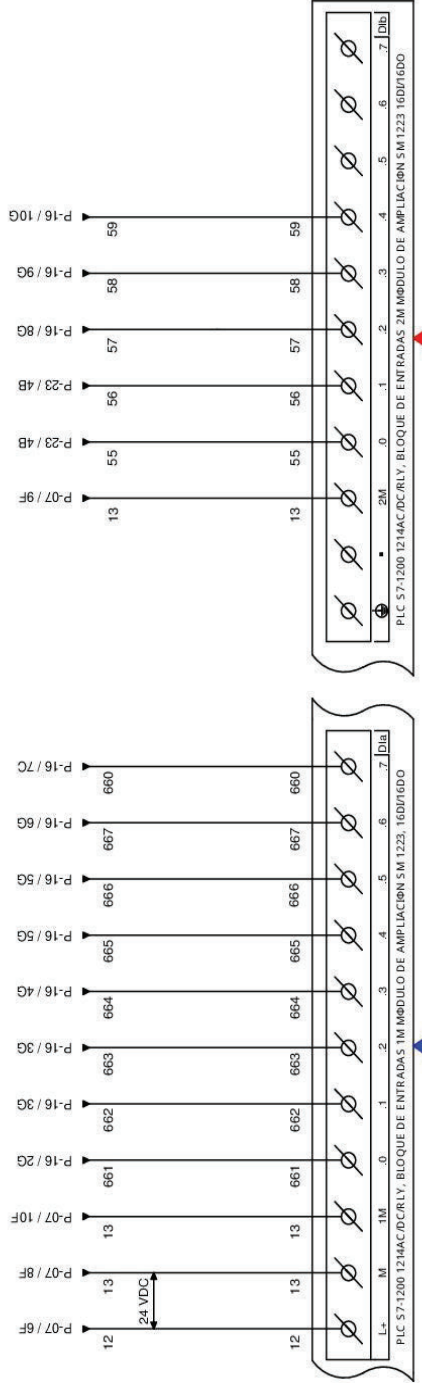 P-07 / 6F P-07 / 8F P-07 / 10F P-16 / 2G P-16 / 3G P-16 / 3G P-16 / 4G P-16 / 5G P-16 / 5G P-16 / 6G P-16 / 7C
12 13 13 661 662 663 664 665 666 667 660
24 VDC
12 13 13 661 662 663 664 665 666 667 660
L+ M 1M .0 .1 .2 .3 .4 .5 .6 .7 DIa
PLC S7-1200 1214AC/DC/RLY, BLOQUE DE ENTRADAS 1M MÓDULO DE AMPLIACIÓN SM 1223, 16DI/16DO
P-07 / 9F P-23 / 4B P-23 / 4B P-16 / 8G P-16 / 9G P-16 / 10G
13 55 56 57 58 59
13 55 56 57 58 59
2M .0 .1 .2 .3 .4 .5 .6 .7 DIb
PLC S7-1200 1214AC/DC/RLY, BLOQUE DE ENTRADAS 2M MÓDULO DE AMPLIACIÓN SM 1223 16DI/16DO